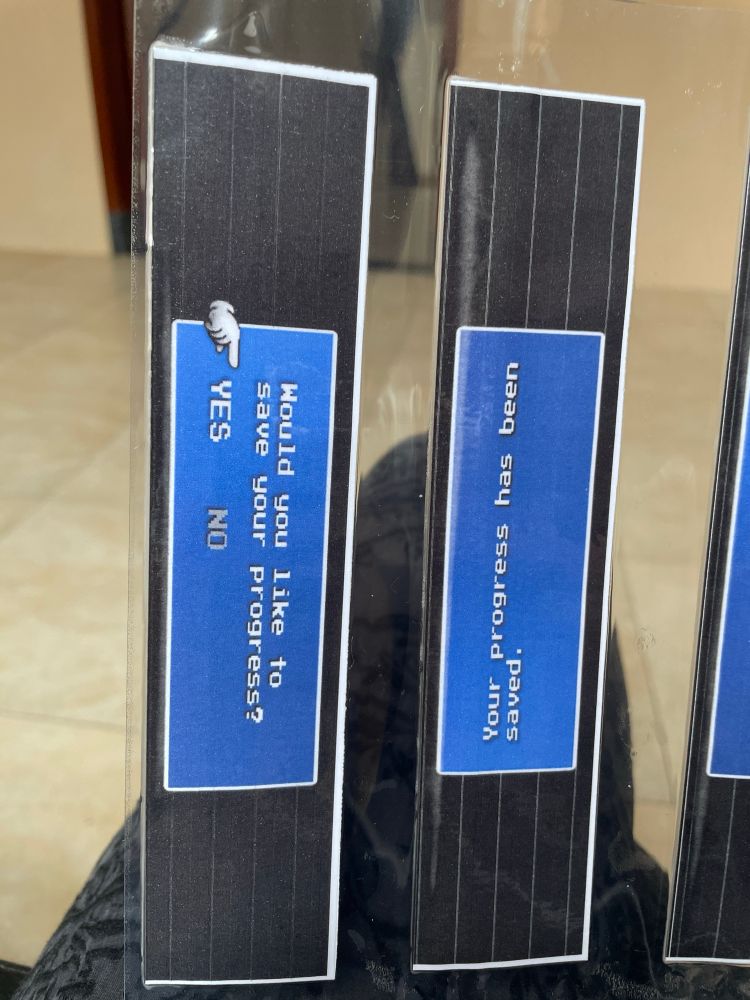 Would you like to
save your progress?
YES NO
Your progress has been
saved.